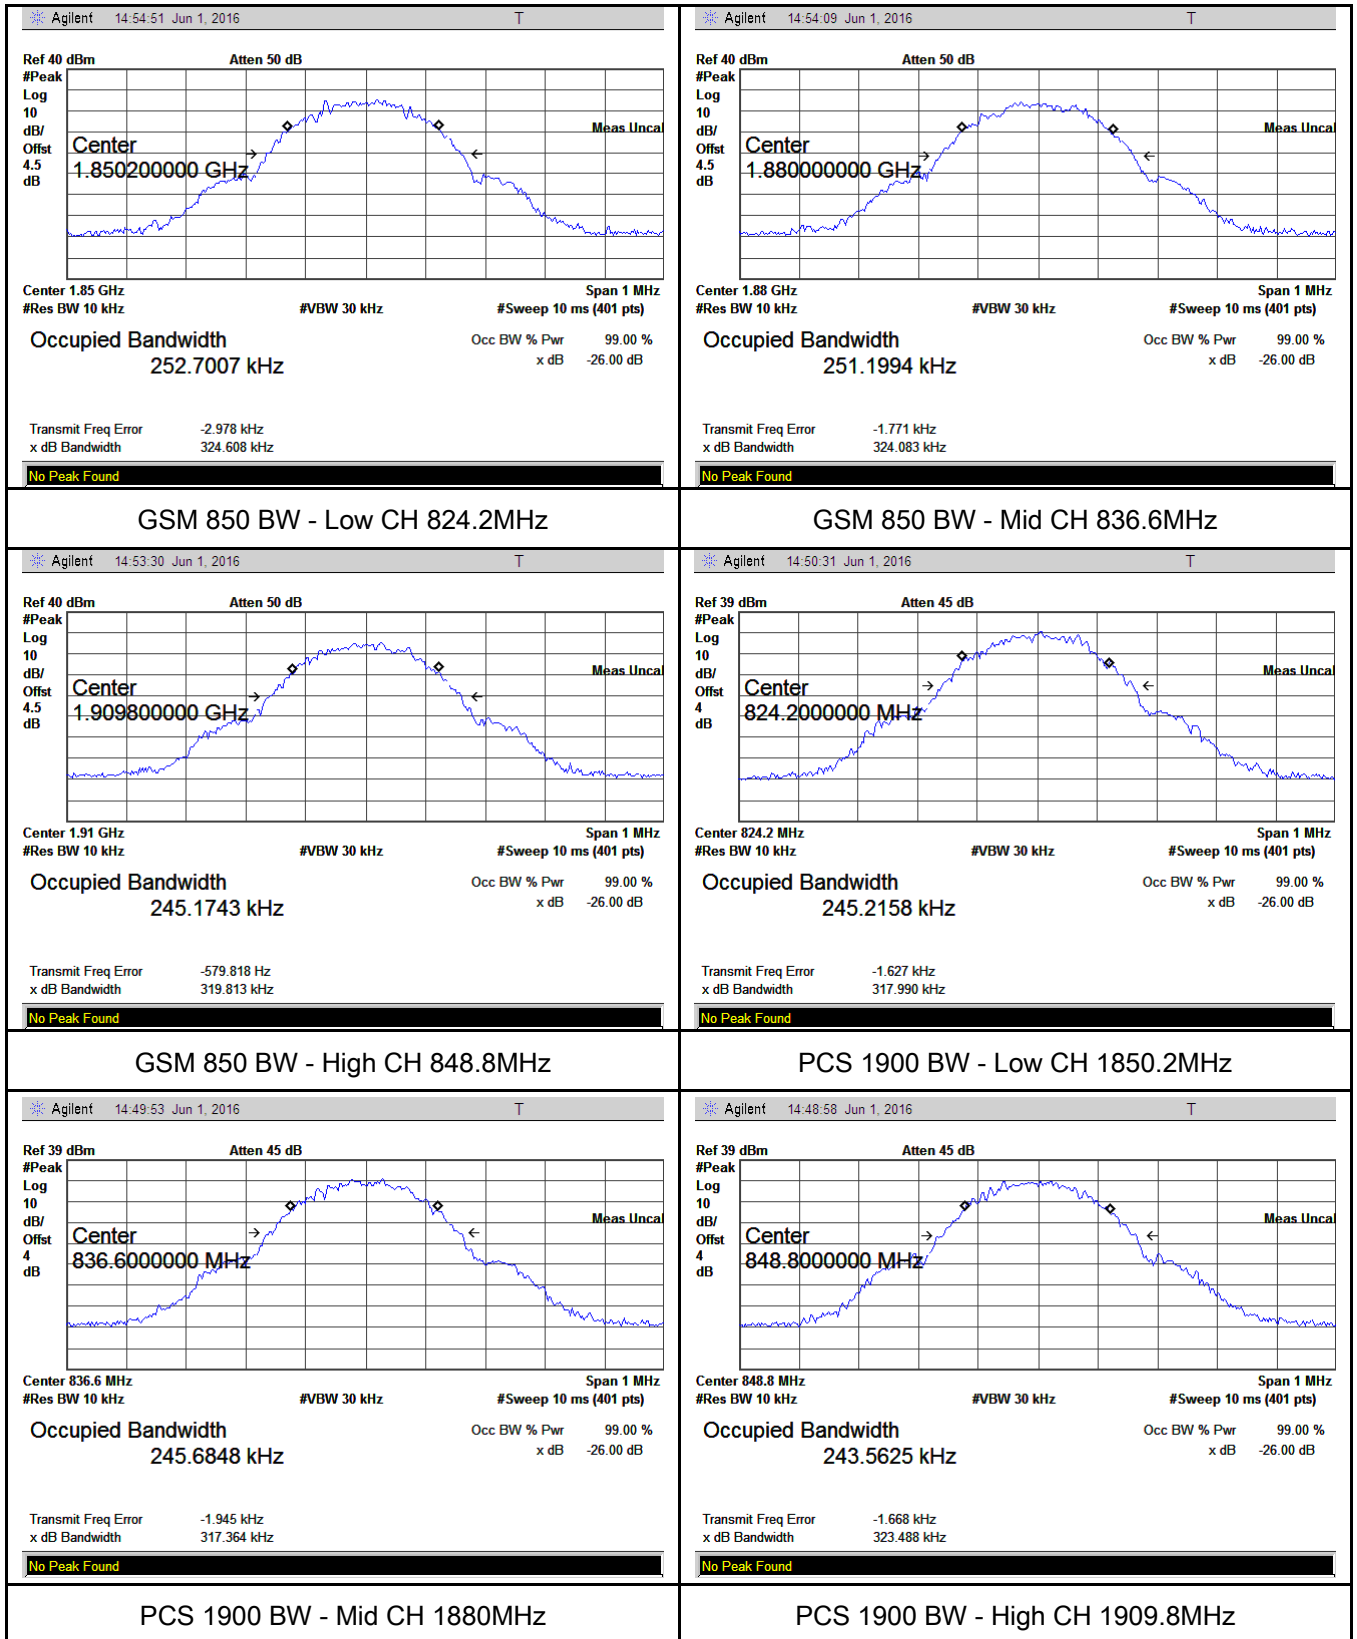 Agilent 14:54:51 Jun 1, 2016 T
Ref 40 dBm Atten 50 dB
#Peak
Log
10
dB/
Offst
4.5
dB
Meas Uncal
Center
1.850200000 GHz
Center 1.85 GHz Span 1 MHz
#Res BW 10 kHz #VBW 30 kHz #Sweep 10 ms (401 pts)
Occupied Bandwidth Occ BW % Pwr 99.00 %
252.7007 kHz x dB -26.00 dB
Transmit Freq Error -2.978 kHz
x dB Bandwidth 324.608 kHz
No Peak Found
GSM 850 BW - Low CH 824.2MHz
Agilent 14:54:09 Jun 1, 2016 T
Ref 40 dBm Atten 50 dB
#Peak
Log
10
dB/
Offst
4.5
dB
Meas Uncal
Center
1.880000000 GHz
Center 1.88 GHz Span 1 MHz
#Res BW 10 kHz #VBW 30 kHz #Sweep 10 ms (401 pts)
Occupied Bandwidth Occ BW % Pwr 99.00 %
251.1994 kHz x dB -26.00 dB
Transmit Freq Error -1.771 kHz
x dB Bandwidth 324.083 kHz
No Peak Found
GSM 850 BW - Mid CH 836.6MHz
Agilent 14:53:30 Jun 1, 2016 T
Ref 40 dBm Atten 50 dB
#Peak
Log
10
dB/
Offst
4.5
dB
Meas Uncal
Center
1.909800000 GHz
Center 1.91 GHz Span 1 MHz
#Res BW 10 kHz #VBW 30 kHz #Sweep 10 ms (401 pts)
Occupied Bandwidth Occ BW % Pwr 99.00 %
245.1743 kHz x dB -26.00 dB
Transmit Freq Error -579.818 Hz
x dB Bandwidth 319.813 kHz
No Peak Found
GSM 850 BW - High CH 848.8MHz
Agilent 14:50:31 Jun 1, 2016 T
Ref 39 dBm Atten 45 dB
#Peak
Log
10
dB/
Offst
4
dB
Meas Uncal
Center
824.2000000 MHz
Center 824.2 MHz Span 1 MHz
#Res BW 10 kHz #VBW 30 kHz #Sweep 10 ms (401 pts)
Occupied Bandwidth Occ BW % Pwr 99.00 %
245.2158 kHz x dB -26.00 dB
Transmit Freq Error -1.627 kHz
x dB Bandwidth 317.990 kHz
No Peak Found
PCS 1900 BW - Low CH 1850.2MHz
Agilent 14:49:53 Jun 1, 2016 T
Ref 39 dBm Atten 45 dB
#Peak
Log
10
dB/
Offst
4
dB
Meas Uncal
Center
836.6000000 MHz
Center 836.6 MHz Span 1 MHz
#Res BW 10 kHz #VBW 30 kHz #Sweep 10 ms (401 pts)
Occupied Bandwidth Occ BW % Pwr 99.00 %
245.6848 kHz x dB -26.00 dB
Transmit Freq Error -1.945 kHz
x dB Bandwidth 317.364 kHz
No Peak Found
PCS 1900 BW - Mid CH 1880MHz
Agilent 14:48:58 Jun 1, 2016 T
Ref 39 dBm Atten 45 dB
#Peak
Log
10
dB/
Offst
4
dB
Meas Uncal
Center
848.8000000 MHz
Center 848.8 MHz Span 1 MHz
#Res BW 10 kHz #VBW 30 kHz #Sweep 10 ms (401 pts)
Occupied Bandwidth Occ BW % Pwr 99.00 %
243.5625 kHz x dB -26.00 dB
Transmit Freq Error -1.668 kHz
x dB Bandwidth 323.488 kHz
No Peak Found
PCS 1900 BW - High CH 1909.8MHz